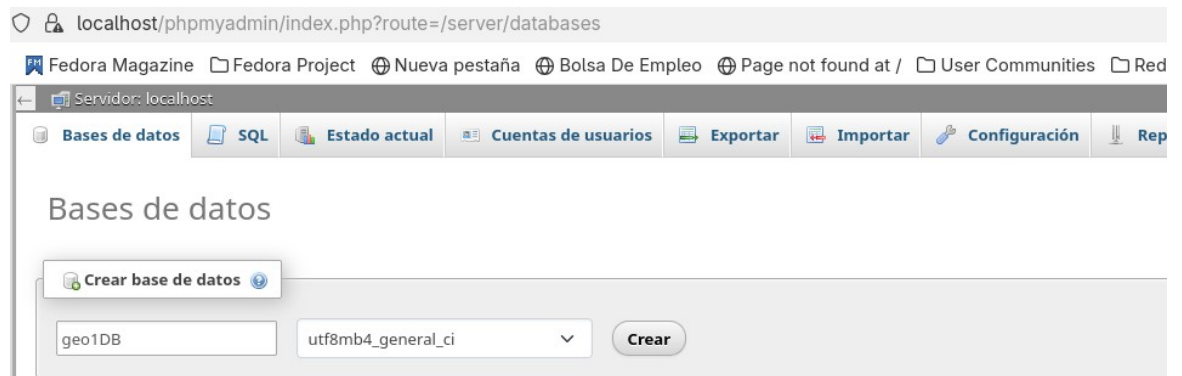 localhost/phpmyadmin/index.php?route=/server/databases
Fedora Magazine Fedora Project Nueva pestaña Bolsa De Empleo Page not found at / User Communities Red
Servidor: localhost
Bases de datos SQL Estado actual Cuentas de usuarios Exportar Importar Configuración Rep
Bases de datos
Crear base de datos
geo1DB utf8mb4_general_ci Crear